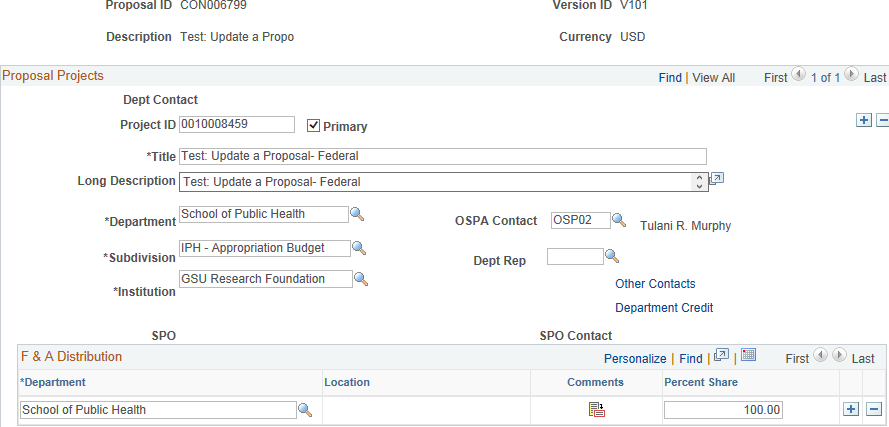 Proposal ID CON006799 Version ID V101
Description Test: Update a Propo Currency USD
Proposal Projects Find | View All First 1 of 1 Last
Dept Contact
Project ID 0010008459 Primary
*Title Test: Update a Proposal- Federal
Long Description Test: Update a Proposal- Federal
*Department School of Public Health OSPA Contact OSP02 Tulani R. Murphy
*Subdivision IPH - Appropriation Budget Dept Rep
*Institution GSU Research Foundation Other Contacts
Department Credit
SPO SPO Contact
F & A Distribution Personalize | Find | | First Last
*Department Location Comments Percent Share
School of Public Health 100.00